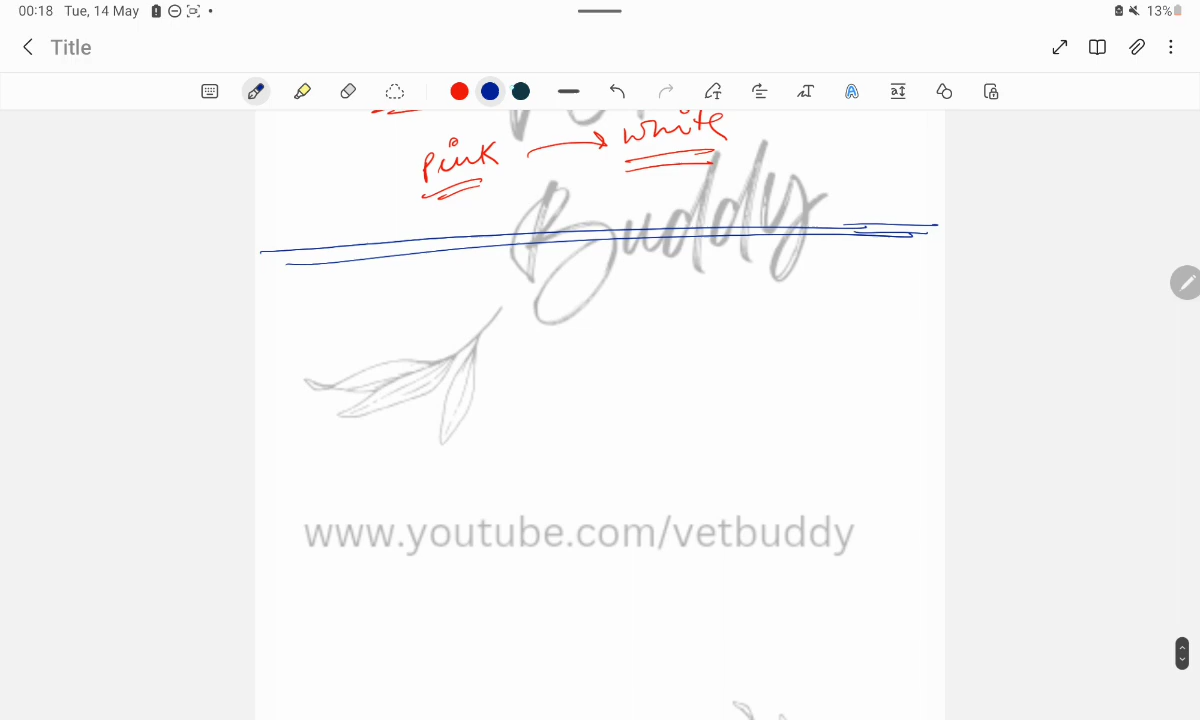 00:18 Tue, 14 May
13%
Title
Pink → White
Buddy
www.youtube.com/vetbuddy